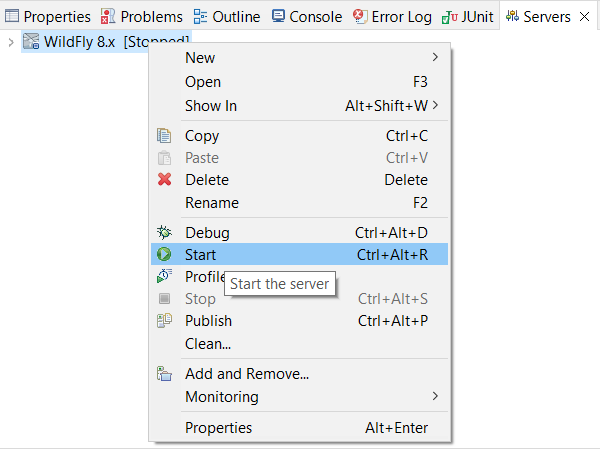 Properties Problems Outline Console Error Log JUnit Servers
WildFly 8.x [Stopped]
New
Open F3
Show In Alt+Shift+W
Copy Ctrl+C
Paste Ctrl+V
Delete Delete
Rename F2
Debug Ctrl+Alt+D
Start Ctrl+Alt+R
Profile
Start the server
Stop Ctrl+Alt+S
Publish Ctrl+Alt+P
Clean...
Add and Remove...
Monitoring
Properties Alt+Enter